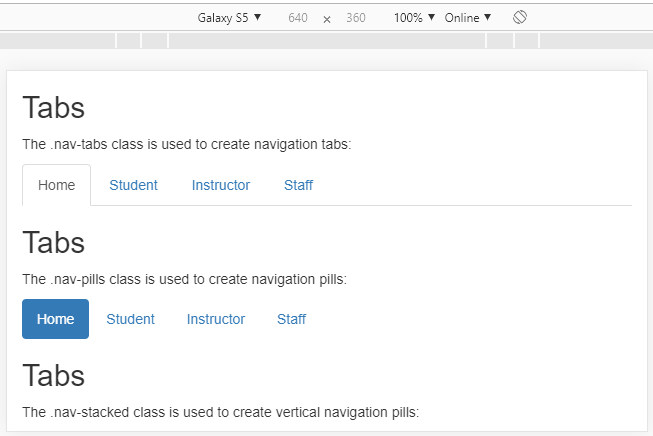 Galaxy S5 ▼ 640 × 360 100% ▼ Online ▼
Tabs
The .nav-tabs class is used to create navigation tabs:
Home Student Instructor Staff
Tabs
The .nav-pills class is used to create navigation pills:
Home Student Instructor Staff
Tabs
The .nav-stacked class is used to create vertical navigation pills: